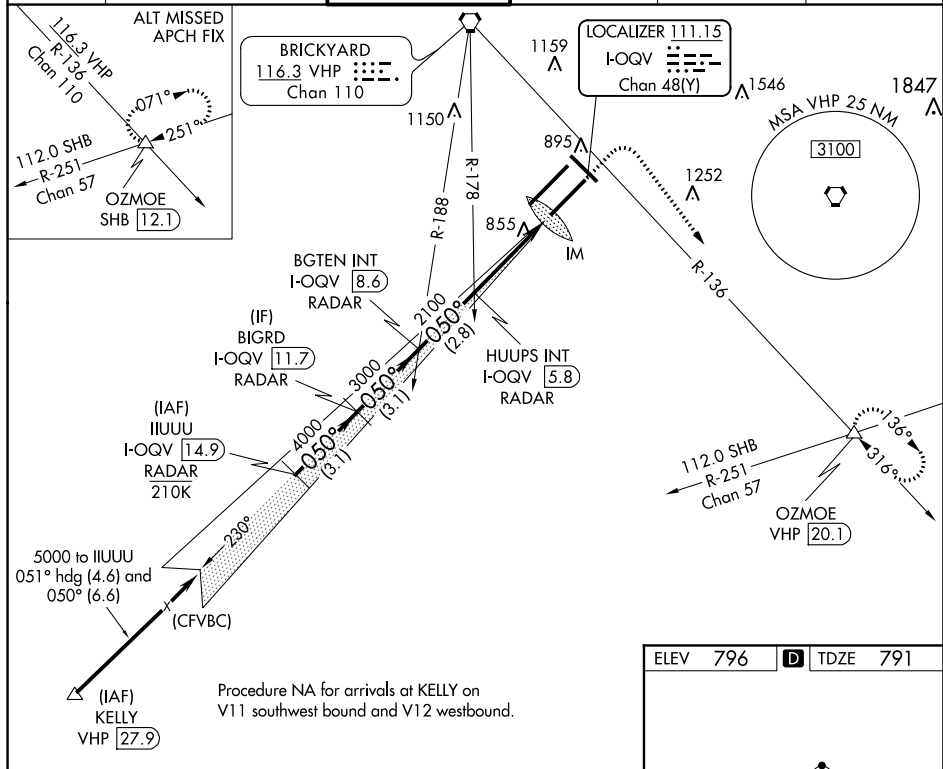 ALT MISSED
APCH FIX
116.3 VHP
R-136
Chan 110
071°
251°
112.0 SHB
R-251
Chan 57
OZMOE
SHB 12.1
BRICKYARD
116.3 VHP
Chan 110
LOCALIZER 111.15
I-OQV
Chan 48(Y)
1159
1546
1847
1150
895
1252
855
MSA VHP 25 NM
3100
R-188
R-178
R-136
IM
BGTEN INT
I-OQV 8.6
RADAR
(IF)
BIGRD
I-OQV 11.7
RADAR
(IAF)
IIUUU
I-OQV 14.9
RADAR
210K
HUUPS INT
I-OQV 5.8
RADAR
2100
050°
(2.8)
3000
050°
(3.1)
4000
050°
(3.1)
230°
5000 to IIUUU
051° hdg (4.6) and
050° (6.6)
(CFVBC)
(IAF)
KELLY
VHP 27.9
112.0 SHB
R-251
Chan 57
136°
316°
OZMOE
VHP 20.1
Procedure NA for arrivals at KELLY on
V11 southwest bound and V12 westbound.
ELEV 796 D TDZE 791